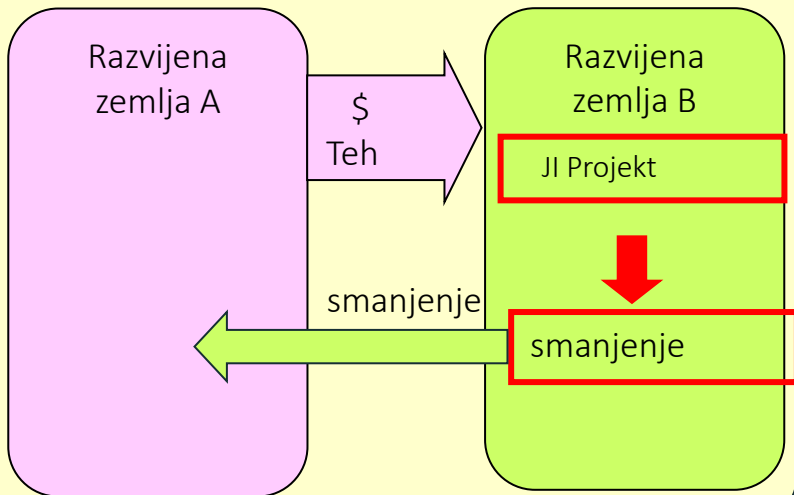 Razvijena
zemlja A
$
Teh
Razvijena
zemlja B
JI Projekt
smanjenje
smanjenje